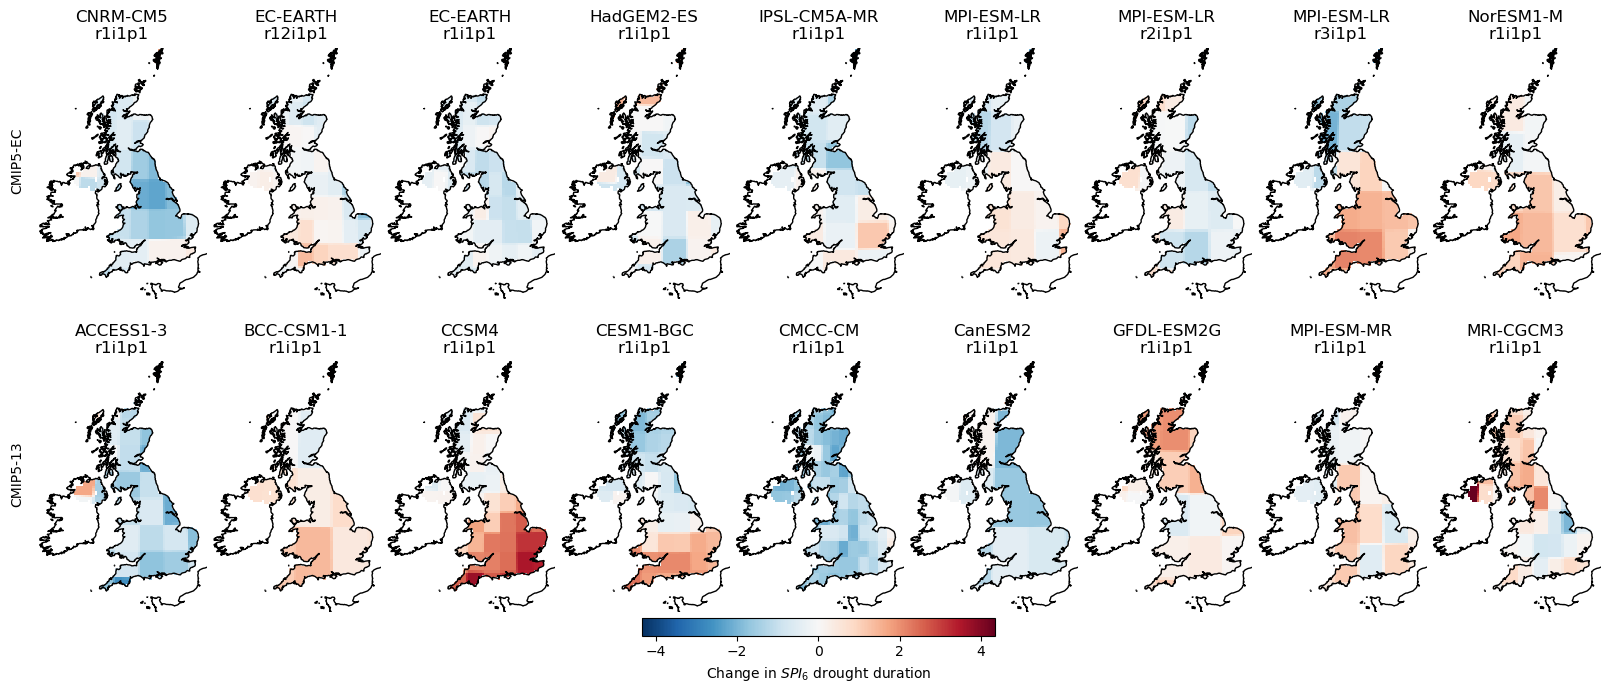 CNRM-CM5
r1i1p1
EC-EARTH
r12i1p1
EC-EARTH
r1i1p1
HadGEM2-ES
r1i1p1
IPSL-CM5A-MR
r1i1p1
MPI-ESM-LR
r1i1p1
MPI-ESM-LR
r2i1p1
MPI-ESM-LR
r3i1p1
NorESM1-M
r1i1p1
CMIP5-EC
ACCESS1-3
r1i1p1
BCC-CSM1-1
r1i1p1
CCSM4
r1i1p1
CESM1-BGC
r1i1p1
CMCC-CM
r1i1p1
CanESM2
r1i1p1
GFDL-ESM2G
r1i1p1
MPI-ESM-MR
r1i1p1
MRI-CGCM3
r1i1p1
CMIP5-13
−4 −2 0 2 4
Change in SPI₆ drought duration